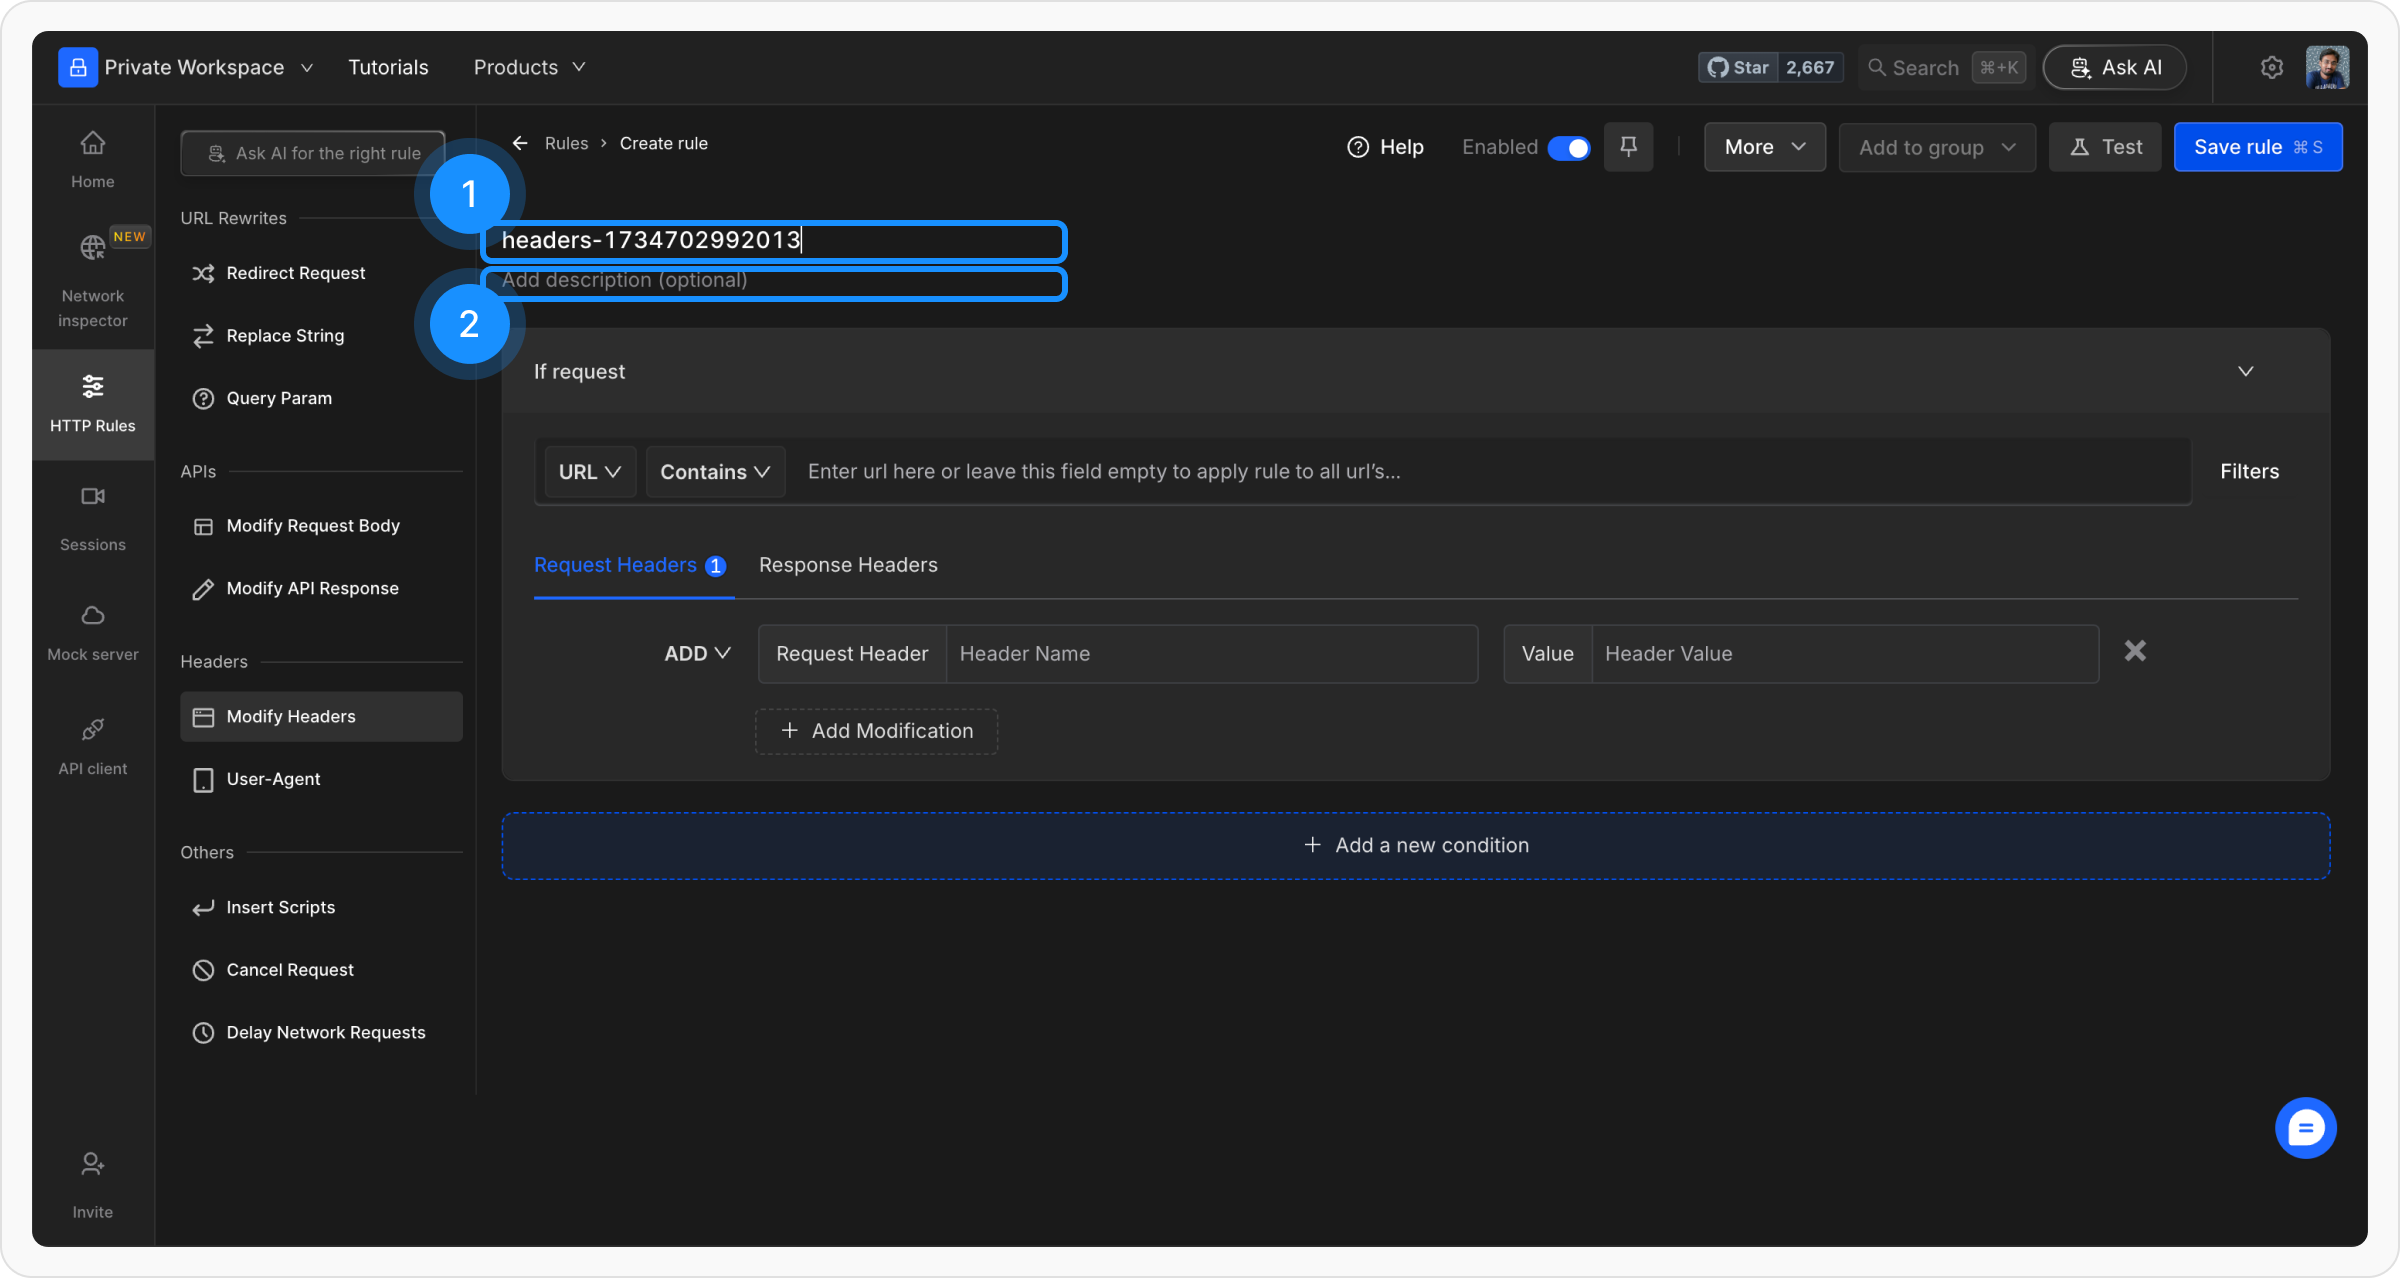 Private Workspace
Tutorials
Products
Star 2,667
Search ⌘+K
Ask AI
Home
NEW
Network
inspector
HTTP Rules
Sessions
Mock server
API client
Invite
Ask AI for the right rule
URL Rewrites
Redirect Request
Replace String
Query Param
APIs
Modify Request Body
Modify API Response
Headers
Modify Headers
User-Agent
Others
Insert Scripts
Cancel Request
Delay Network Requests
Rules > Create rule
Help
Enabled
More
Add to group
Test
Save rule ⌘ S
1
headers-1734702992013
2
Add description (optional)
If request
URL
Contains
Enter url here or leave this field empty to apply rule to all url's...
Filters
Request Headers 1
Response Headers
ADD
Request Header
Header Name
Value
Header Value
+ Add Modification
+ Add a new condition